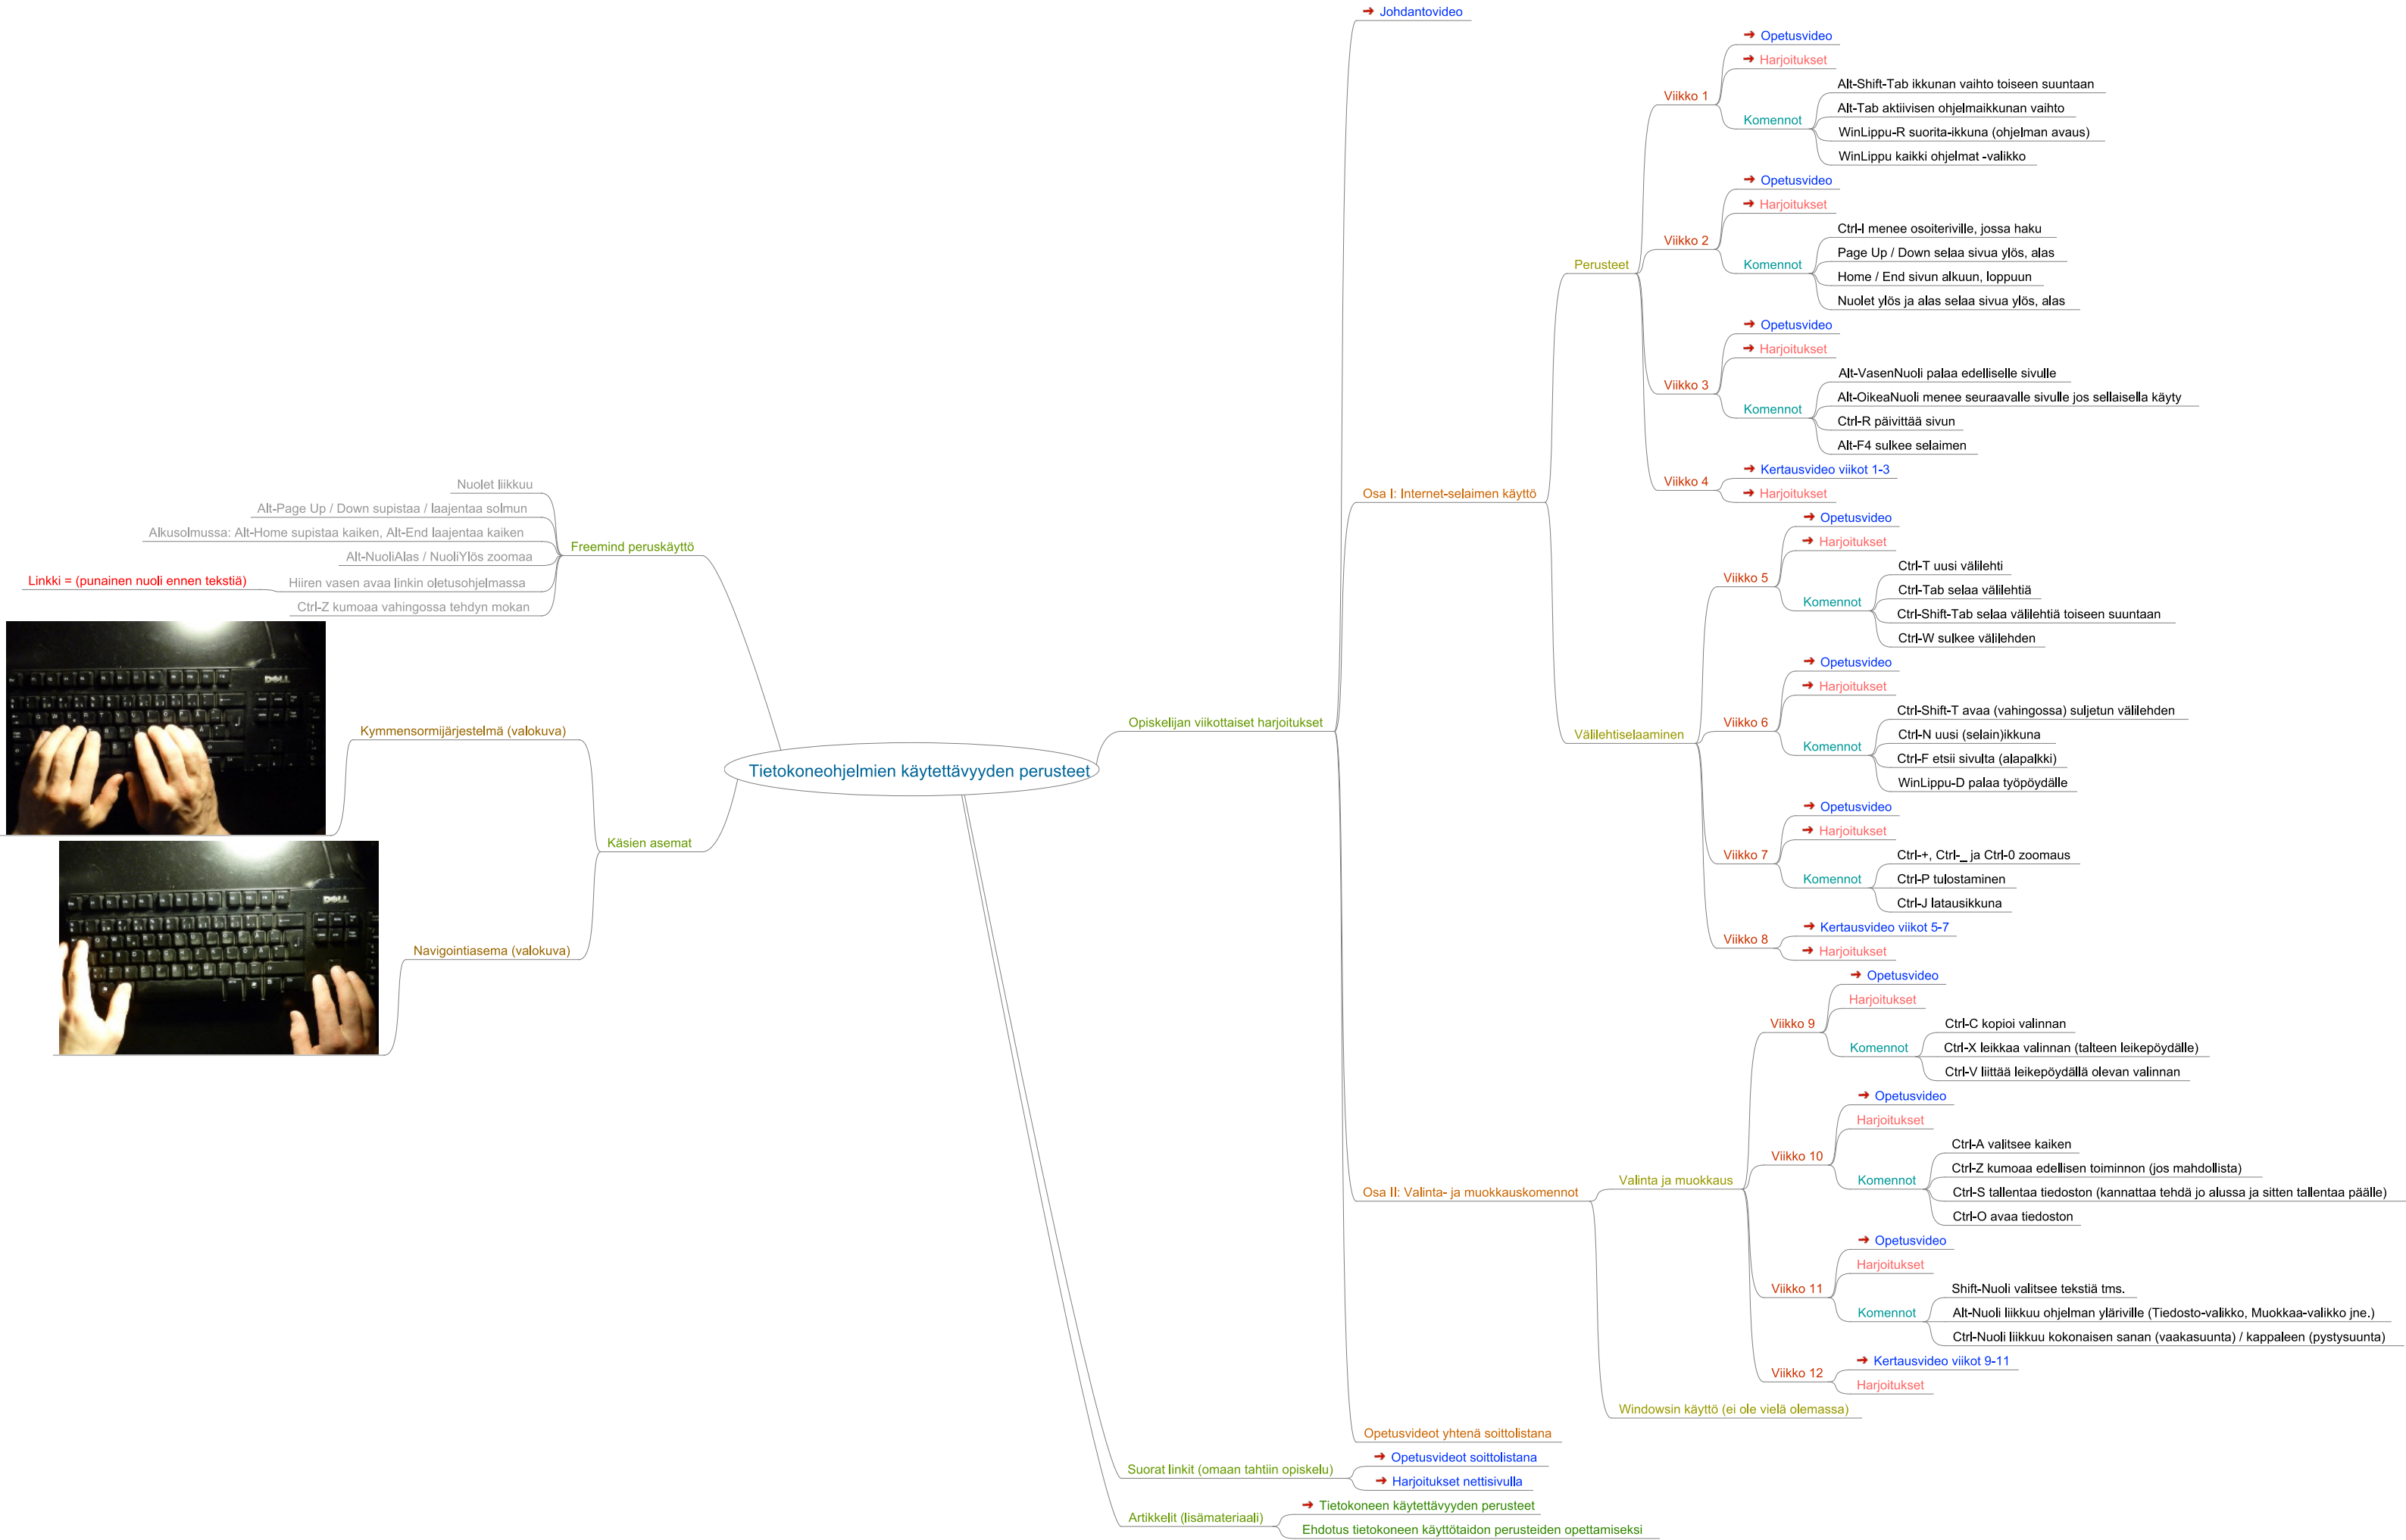 Tietokoneohjelmien käytettävyyden perusteet
Freemind peruskäyttö
Nuolet liikkuu
Alt-Page Up / Down supistaa / laajentaa solmun
Alkusolmussa: Alt-Home supistaa kaiken, Alt-End laajentaa kaiken
Alt-NuoliAlas / NuoliYlös zoomaa
Hiiren vasen avaa linkin oletusohjelmassa
Linkki = (punainen nuoli ennen tekstiä)
Ctrl-Z kumoaa vahingossa tehdyn mokan
Käsien asemat
Kymmensormijärjestelmä (valokuva)
DELL
Navigointiasema (valokuva)
DELL
Opiskelijan viikottaiset harjoitukset
Johdantovideo
Osa I: Internet-selaimen käyttö
Perusteet
Viikko 1
Opetusvideo
Harjoitukset
Komennot
Alt-Shift-Tab ikkunan vaihto toiseen suuntaan
Alt-Tab aktiivisen ohjelmaikkunan vaihto
WinLippu-R suorita-ikkuna (ohjelman avaus)
WinLippu kaikki ohjelmat -valikko
Viikko 2
Opetusvideo
Harjoitukset
Komennot
Ctrl-l menee osoiteriville, jossa haku
Page Up / Down selaa sivua ylös, alas
Home / End sivun alkuun, loppuun
Nuolet ylös ja alas selaa sivua ylös, alas
Viikko 3
Opetusvideo
Harjoitukset
Komennot
Alt-VasenNuoli palaa edelliselle sivulle
Alt-OikeaNuoli menee seuraavalle sivulle jos sellaisella käyty
Ctrl-R päivittää sivun
Alt-F4 sulkee selaimen
Viikko 4
Kertausvideo viikot 1-3
Harjoitukset
Välilehtiselaaminen
Viikko 5
Opetusvideo
Harjoitukset
Komennot
Ctrl-T uusi välilehti
Ctrl-Tab selaa välilehtiä
Ctrl-Shift-Tab selaa välilehtiä toiseen suuntaan
Ctrl-W sulkee välilehden
Viikko 6
Opetusvideo
Harjoitukset
Komennot
Ctrl-Shift-T avaa (vahingossa) suljetun välilehden
Ctrl-N uusi (selain)ikkuna
Ctrl-F etsii sivulta (alapalkki)
WinLippu-D palaa työpöydälle
Viikko 7
Opetusvideo
Harjoitukset
Komennot
Ctrl-+, Ctrl-_ ja Ctrl-0 zoomaus
Ctrl-P tulostaminen
Ctrl-J latausikkuna
Viikko 8
Kertausvideo viikot 5-7
Harjoitukset
Osa II: Valinta- ja muokkauskomennot
Valinta ja muokkaus
Viikko 9
Opetusvideo
Harjoitukset
Komennot
Ctrl-C kopioi valinnan
Ctrl-X leikkaa valinnan (talteen leikepöydälle)
Ctrl-V liittää leikepöydällä olevan valinnan
Viikko 10
Opetusvideo
Harjoitukset
Komennot
Ctrl-A valitsee kaiken
Ctrl-Z kumoaa edellisen toiminnon (jos mahdollista)
Ctrl-S tallentaa tiedoston (kannattaa tehdä jo alussa ja sitten tallentaa päälle)
Ctrl-O avaa tiedoston
Viikko 11
Opetusvideo
Harjoitukset
Komennot
Shift-Nuoli valitsee tekstiä tms.
Alt-Nuoli liikkuu ohjelman yläriville (Tiedosto-valikko, Muokkaa-valikko jne.)
Ctrl-Nuoli liikkuu kokonaisen sanan (vaakasuunta) / kappaleen (pystysuunta)
Viikko 12
Kertausvideo viikot 9-11
Harjoitukset
Windowsin käyttö (ei ole vielä olemassa)
Opetusvideot yhtenä soittolistana
Suorat linkit (omaan tahtiin opiskelu)
Opetusvideot soittolistana
Harjoitukset nettisivulla
Artikkelit (lisämateriaali)
Tietokoneen käytettävyyden perusteet
Ehdotus tietokoneen käyttötaidon perusteiden opettamiseksi